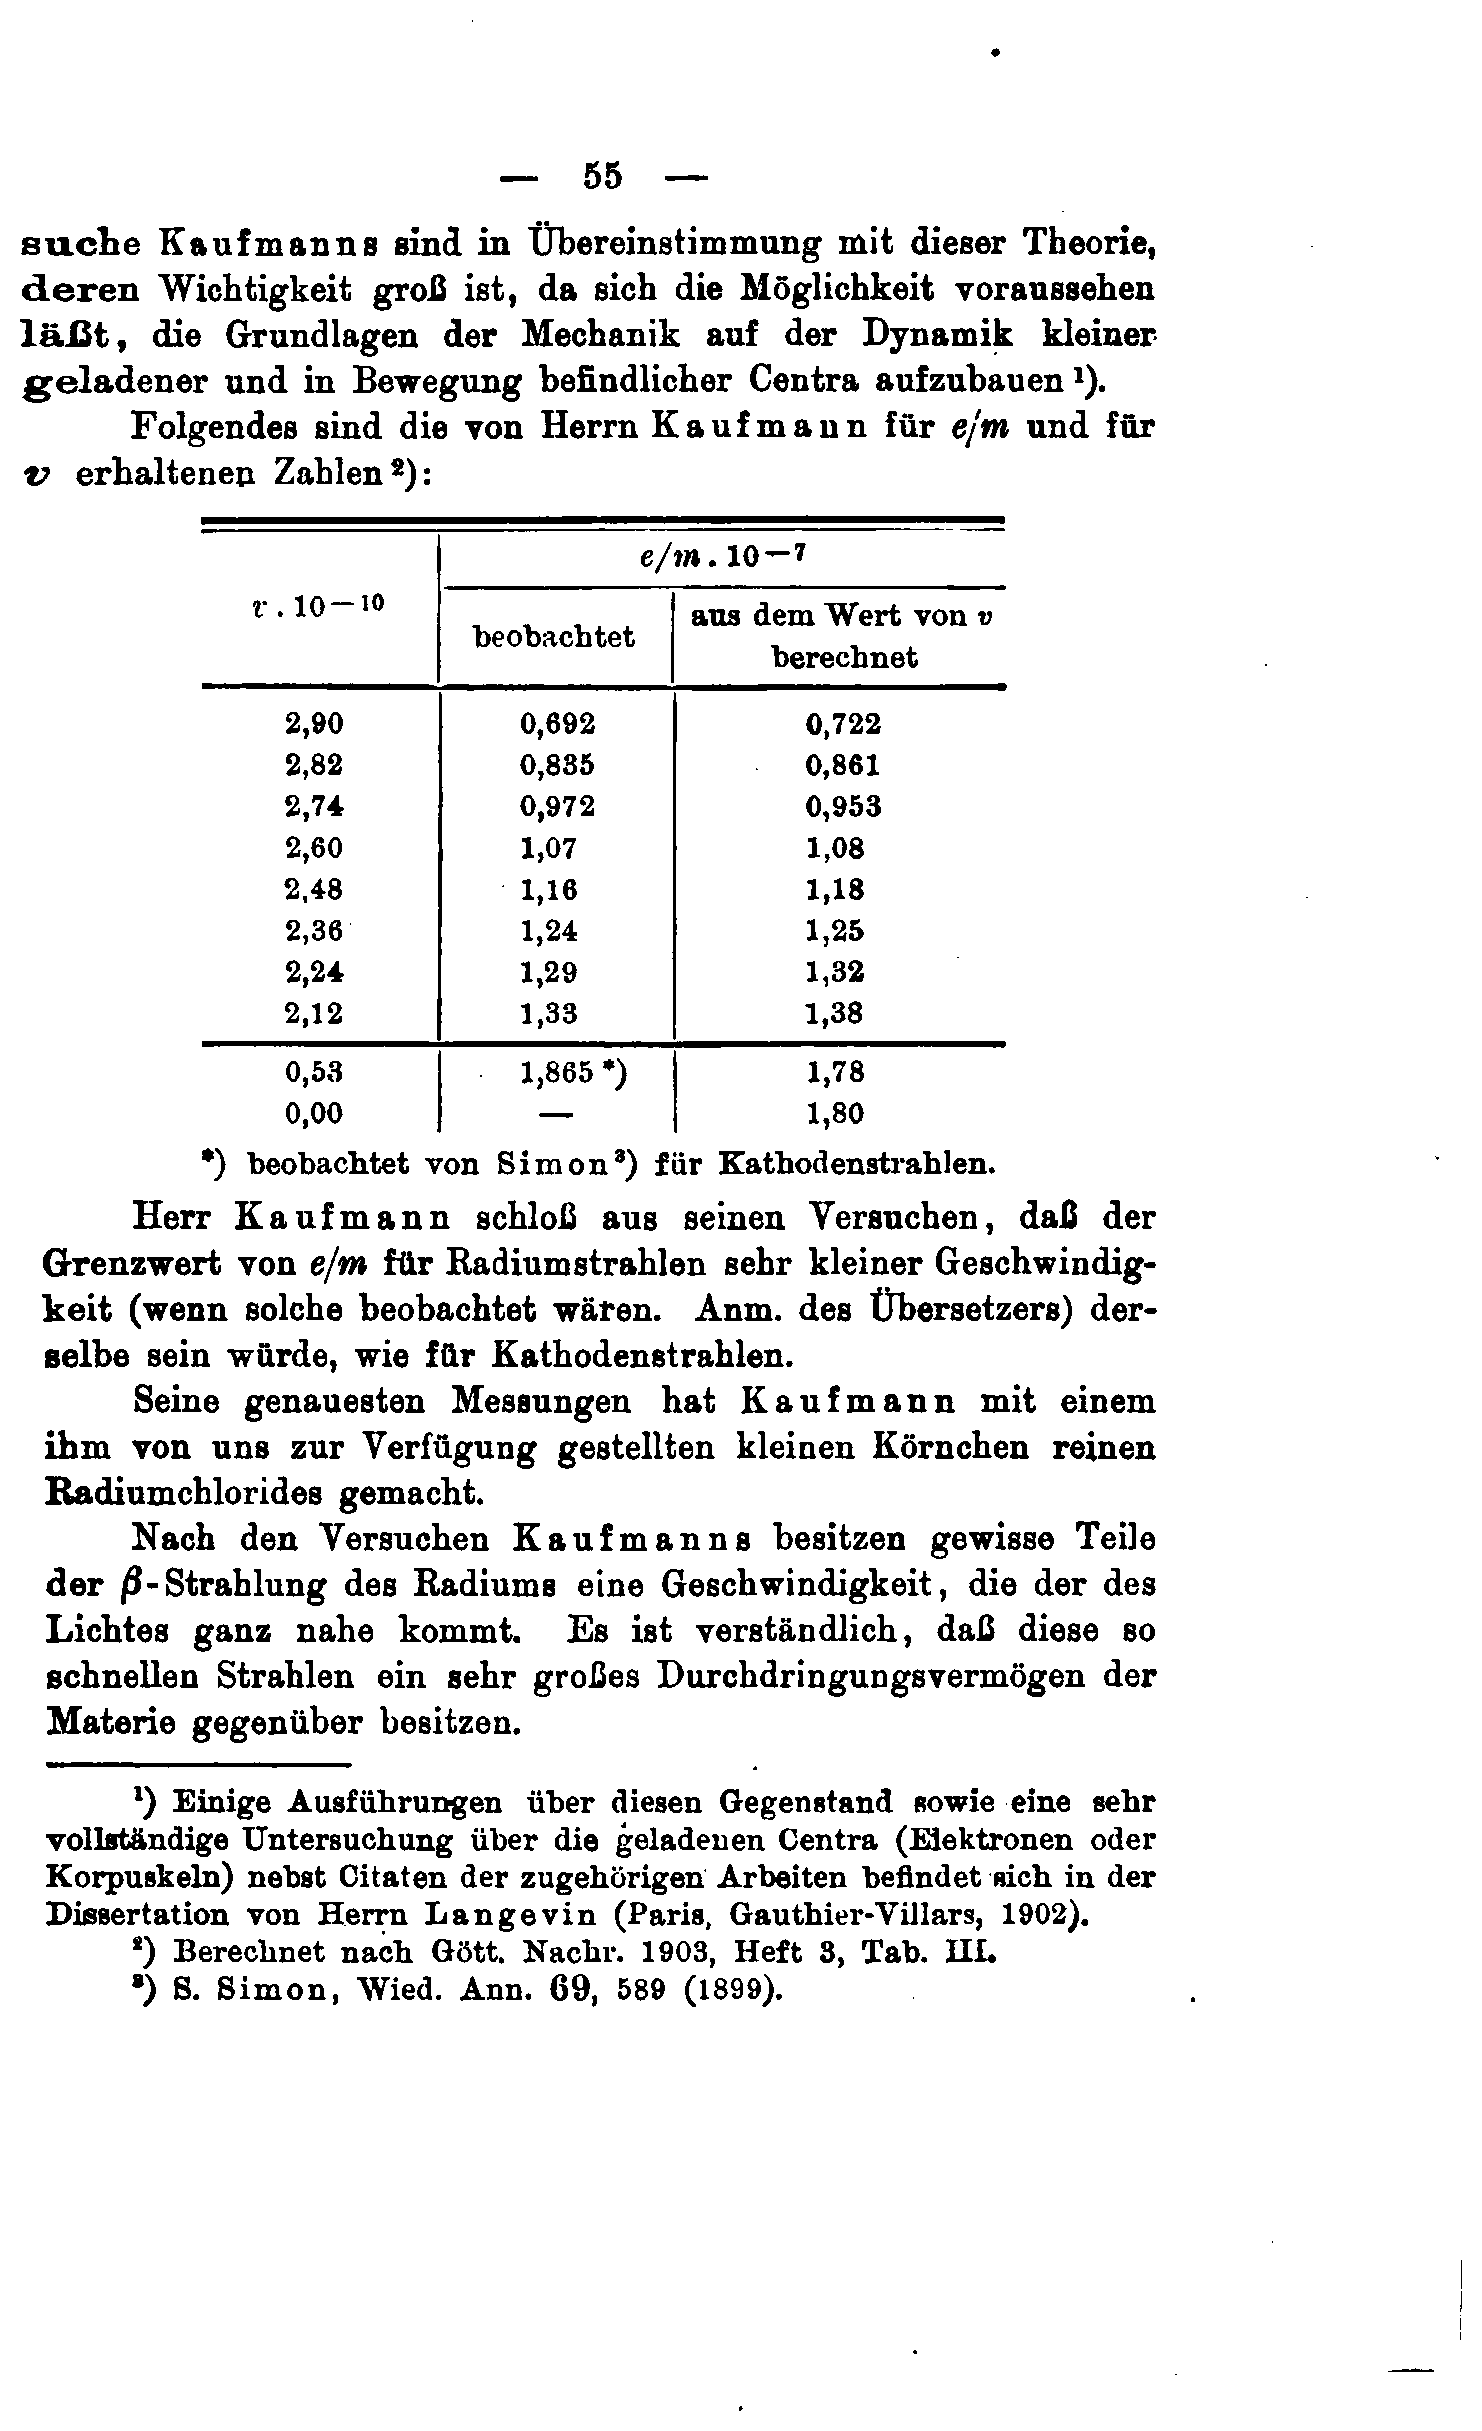 — 55 —
suche Kaufmanns sind in Übereinstimmung mit dieser Theorie,
deren Wichtigkeit groß ist, da sich die Möglichkeit voraussehen
läßt, die Grundlagen der Mechanik auf der Dynamik kleiner
geladener und in Bewegung befindlicher Centra aufzubauen ¹).
Folgendes sind die von Herrn Kaufmann für e/m und für
v erhaltenen Zahlen ²):
e/m . 10—⁷
v . 10—¹⁰
beobachtet
aus dem Wert von v
berechnet
2,90 0,692 0,722
2,82 0,835 0,861
2,74 0,972 0,953
2,60 1,07 1,08
2,48 1,16 1,18
2,36 1,24 1,25
2,24 1,29 1,32
2,12 1,33 1,38
0,53 1,865 *) 1,78
0,00 — 1,80
*) beobachtet von Simon³) für Kathodenstrahlen.
Herr Kaufmann schloß aus seinen Versuchen, daß der
Grenzwert von e/m für Radiumstrahlen sehr kleiner Geschwindig-
keit (wenn solche beobachtet wären. Anm. des Übersetzers) der-
selbe sein würde, wie für Kathodenstrahlen.
Seine genauesten Messungen hat Kaufmann mit einem
ihm von uns zur Verfügung gestellten kleinen Körnchen reinen
Radiumchlorides gemacht.
Nach den Versuchen Kaufmanns besitzen gewisse Teile
der β-Strahlung des Radiums eine Geschwindigkeit, die der des
Lichtes ganz nahe kommt. Es ist verständlich, daß diese so
schnellen Strahlen ein sehr großes Durchdringungsvermögen der
Materie gegenüber besitzen.
¹) Einige Ausführungen über diesen Gegenstand sowie eine sehr
vollständige Untersuchung über die geladenen Centra (Elektronen oder
Korpuskeln) nebst Citaten der zugehörigen Arbeiten befindet sich in der
Dissertation von Herrn Langevin (Paris, Gauthier-Villars, 1902).
²) Berechnet nach Gött. Nachr. 1903, Heft 3, Tab. III.
³) S. Simon, Wied. Ann. 69, 589 (1899).